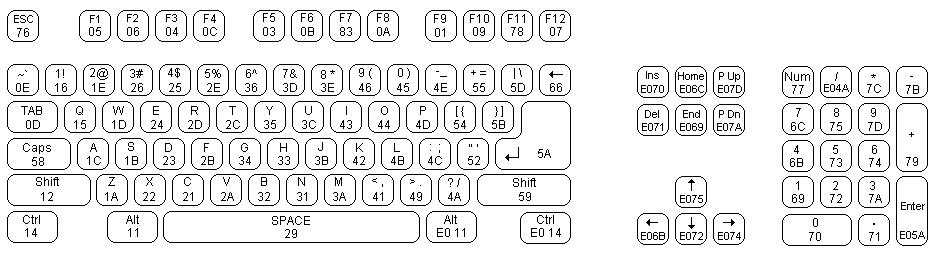 ESC F1 F2 F3 F4 F5 F6 F7 F8 F9 F10 F11 F12
76 05 06 04 0C 03 0B 83 0A 01 09 78 07
~` 1! 2@ 3# 4$ 5% 6^ 7& 8* 9( 0) -_ += |\ ← Ins Home P Up Num / * -
0E 16 1E 26 25 2E 36 3D 3E 46 45 4E 55 5D 66 E070 E06C E07D 77 E04A 7C 7B
TAB Q W E R T Y U I O P [{ }] Del End P Dn 7 8 9 +
0D 15 1D 24 2D 2C 35 3C 43 44 4D 54 5B E071 E069 E07A 6C 75 7D 79
Caps A S D F G H J K L : ; " ' ↵ 5A 4 5 6
58 1C 1B 23 2B 34 33 3B 42 4B 4C 52 6B 73 74
Shift Z X C V B N M < , > . ? / Shift ↑ 1 2 3 Enter
12 1A 22 21 2A 32 31 3A 41 49 4A 59 E075 69 72 7A E05A
Ctrl Alt SPACE Alt Ctrl ← ↓ → 0 .
14 11 29 E0 11 E0 14 E06B E072 E074 70 71